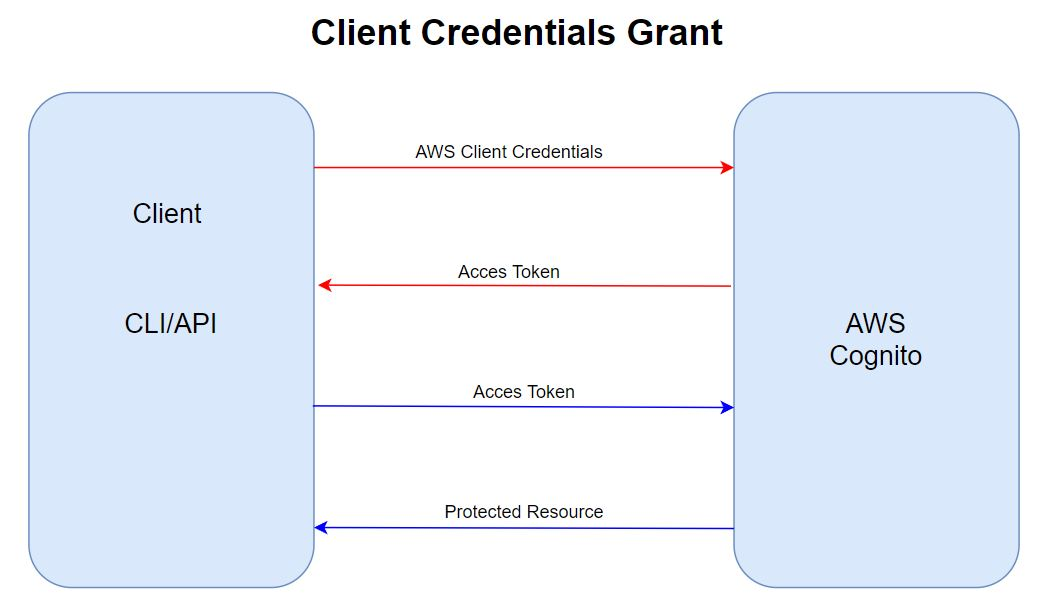 Client Credentials Grant
AWS Client Credentials
Client
Acces Token
CLI/API
AWS
Cognito
Acces Token
Protected Resource